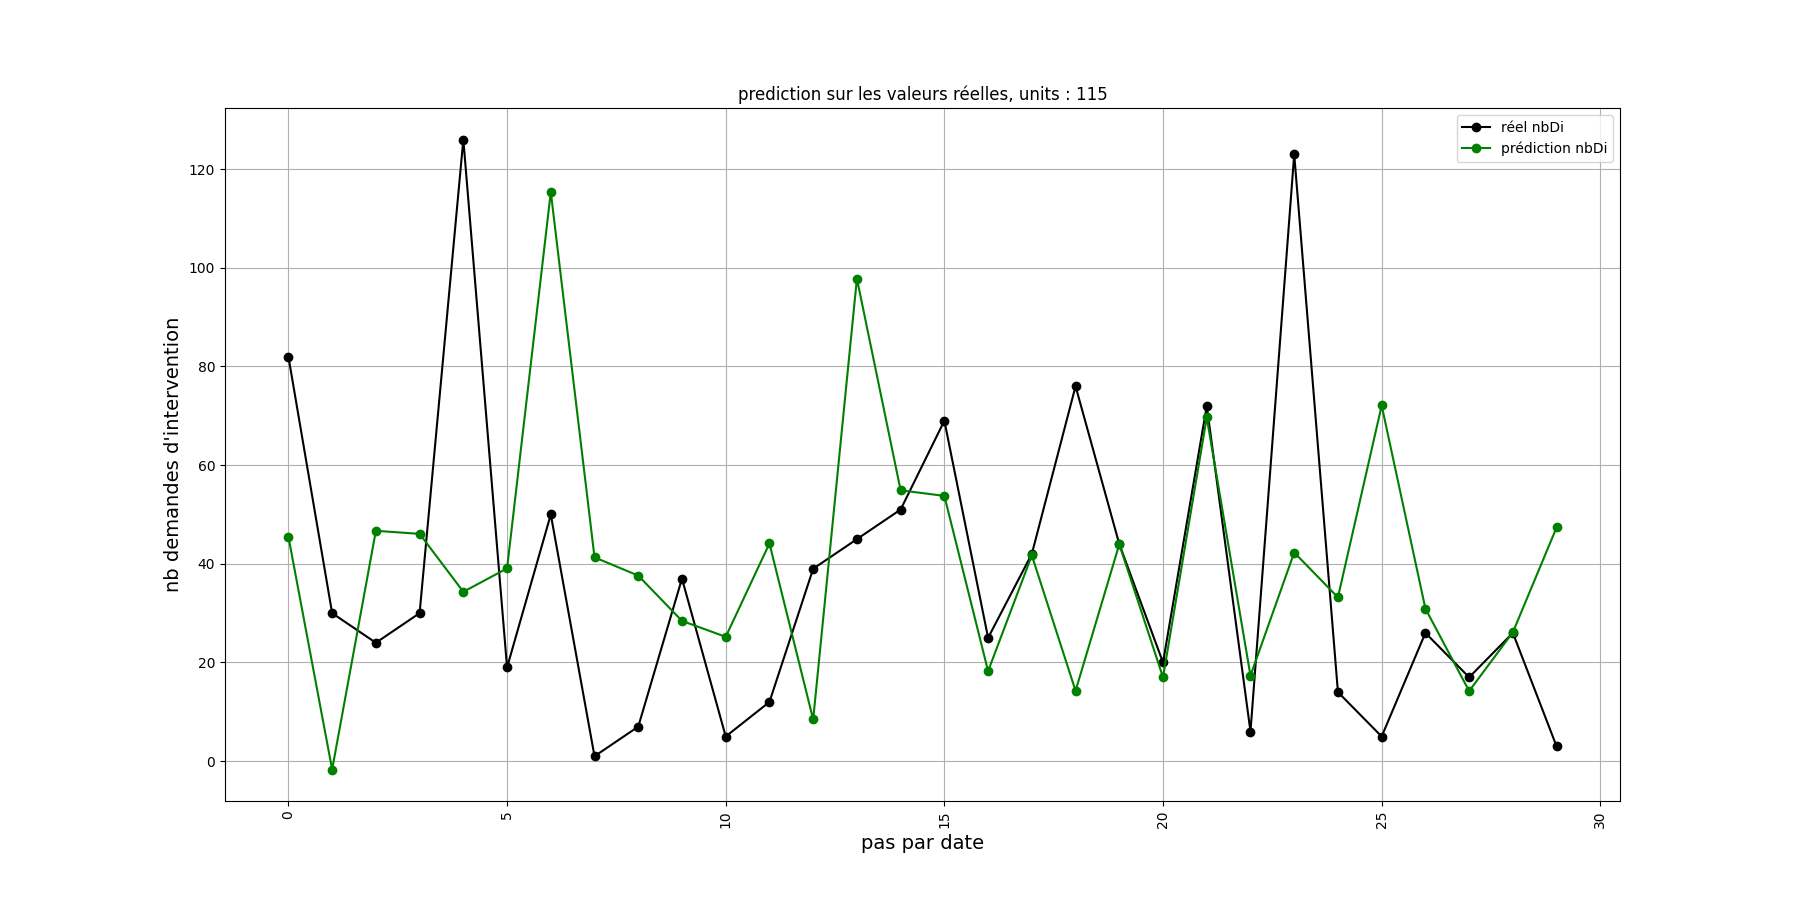 prediction sur les valeurs réelles, units : 115
réel nbDi
prédiction nbDi
nb demandes d'intervention
120
100
80
60
40
20
0
0
5
10
15
20
25
30
pas par date